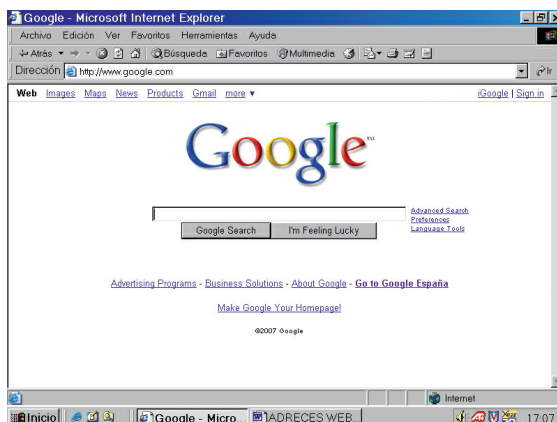 Google - Microsoft Internet Explorer
Archivo Edición Ver Favoritos Herramientas Ayuda
Atrás Búsqueda Favoritos Multimedia
Dirección http://www.google.com Ir
Web Images Maps News Products Gmail more ▼ iGoogle | Sign in
Google™
Advanced Search
Preferences
Language Tools
Google Search I'm Feeling Lucky
Advertising Programs - Business Solutions - About Google - Go to Google España
Make Google Your Homepage!
©2007 Google
Internet
Inicio Google - Micro... ADRECES WEB... 17:07